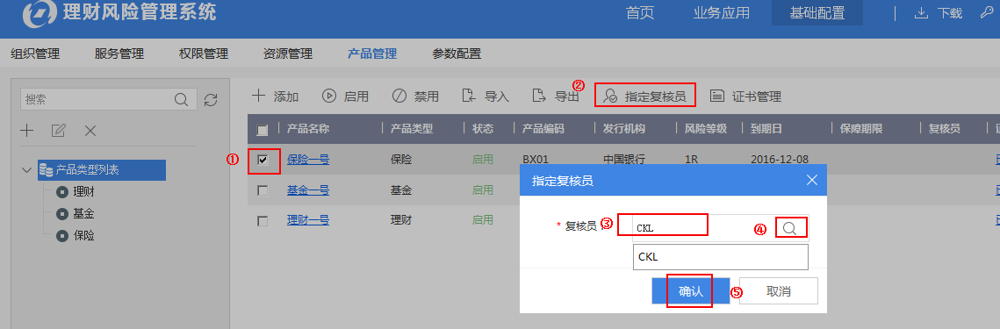 理财风险管理系统
首页 业务应用 基础配置 下载
组织管理 服务管理 权限管理 资源管理 产品管理 参数配置
搜索
添加 启用 禁用 导入 导出 ② 指定复核员 证书管理
产品名称 产品类型 状态 产品编码 发行机构 风险等级 到期日 保障期限 复核员
① 保险一号 保险 启用 BX01 中国银行 1R 2016-12-08
基金一号 基金 启用
理财一号 理财 启用
产品类型列表
理财
基金
保险
指定复核员
* 复核员: ③ CKL ④
CKL
确认 ⑤ 取消